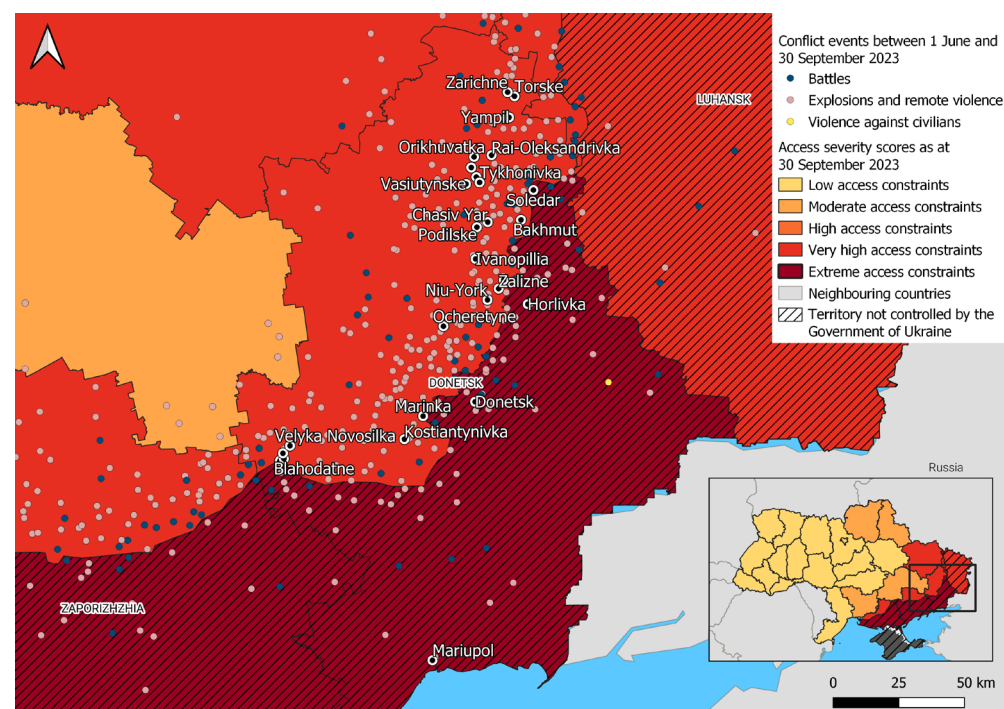 Conflict events between 1 June and
30 September 2023
Battles
Explosions and remote violence
Violence against civilians
Access severity scores as at
30 September 2023
Low access constraints
Moderate access constraints
High access constraints
Very high access constraints
Extreme access constraints
Neighbouring countries
Territory not controlled by the
Government of Ukraine
LUHANSK
Zarichne
Torske
Yampil
Orikhuvatka
Rai-Oleksandrivka
Tykhonivka
Vasiutynske
Soledar
Chasiv Yar
Podilske
Bakhmut
Ivanopillia
Zalizne
Niu-York
Horlivka
Ocheretyne
DONETSK
Donetsk
Marinka
Velyka Novosilka
Kostiantynivka
Blahodatne
Russia
ZAPORIZHZHIA
Mariupol
0 25 50 km